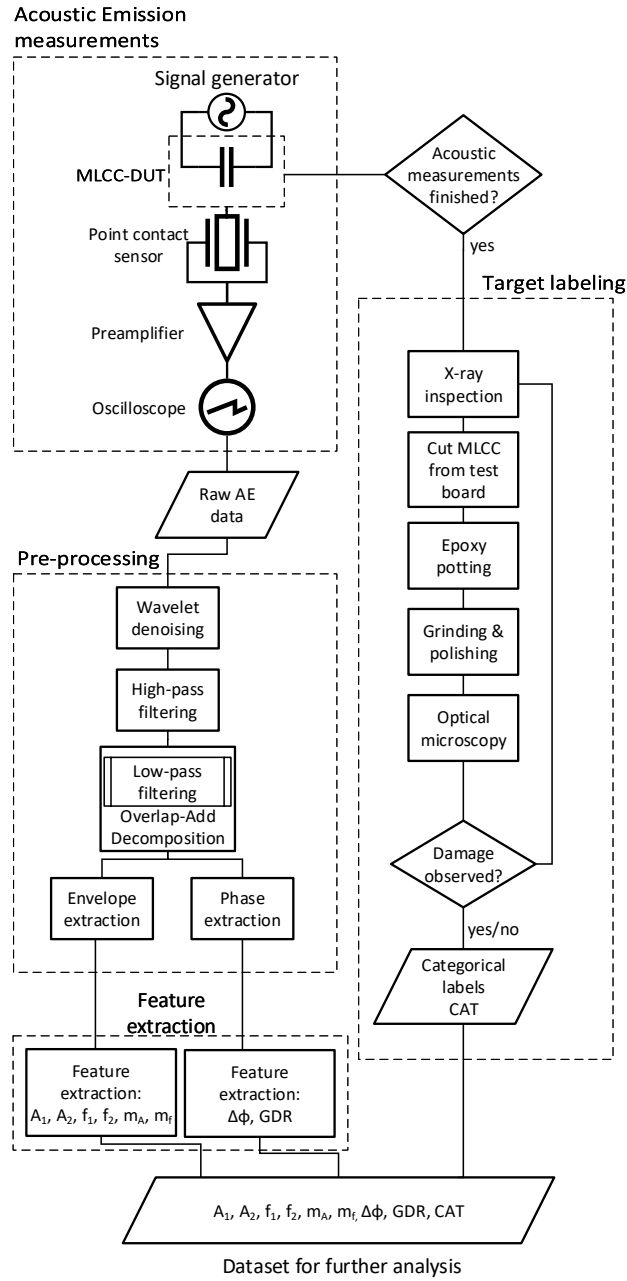 Acoustic Emission
measurements
Signal generator
MLCC-DUT
Point contact
sensor
Preamplifier
Oscilloscope
Raw AE
data
Pre-processing
Wavelet
denoising
High-pass
filtering
Low-pass
filtering
Overlap-Add
Decomposition
Envelope
extraction
Phase
extraction
Feature
extraction
Feature
extraction:
A₁, A₂, f₁, f₂, m_A, m_f
Feature
extraction:
Δϕ, GDR
Acoustic
measurements
finished?
yes
Target labeling
X-ray
inspection
Cut MLCC
from test
board
Epoxy
potting
Grinding &
polishing
Optical
microscopy
Damage
observed?
yes/no
Categorical
labels
CAT
A₁, A₂, f₁, f₂, m_A, m_f, Δϕ, GDR, CAT
Dataset for further analysis